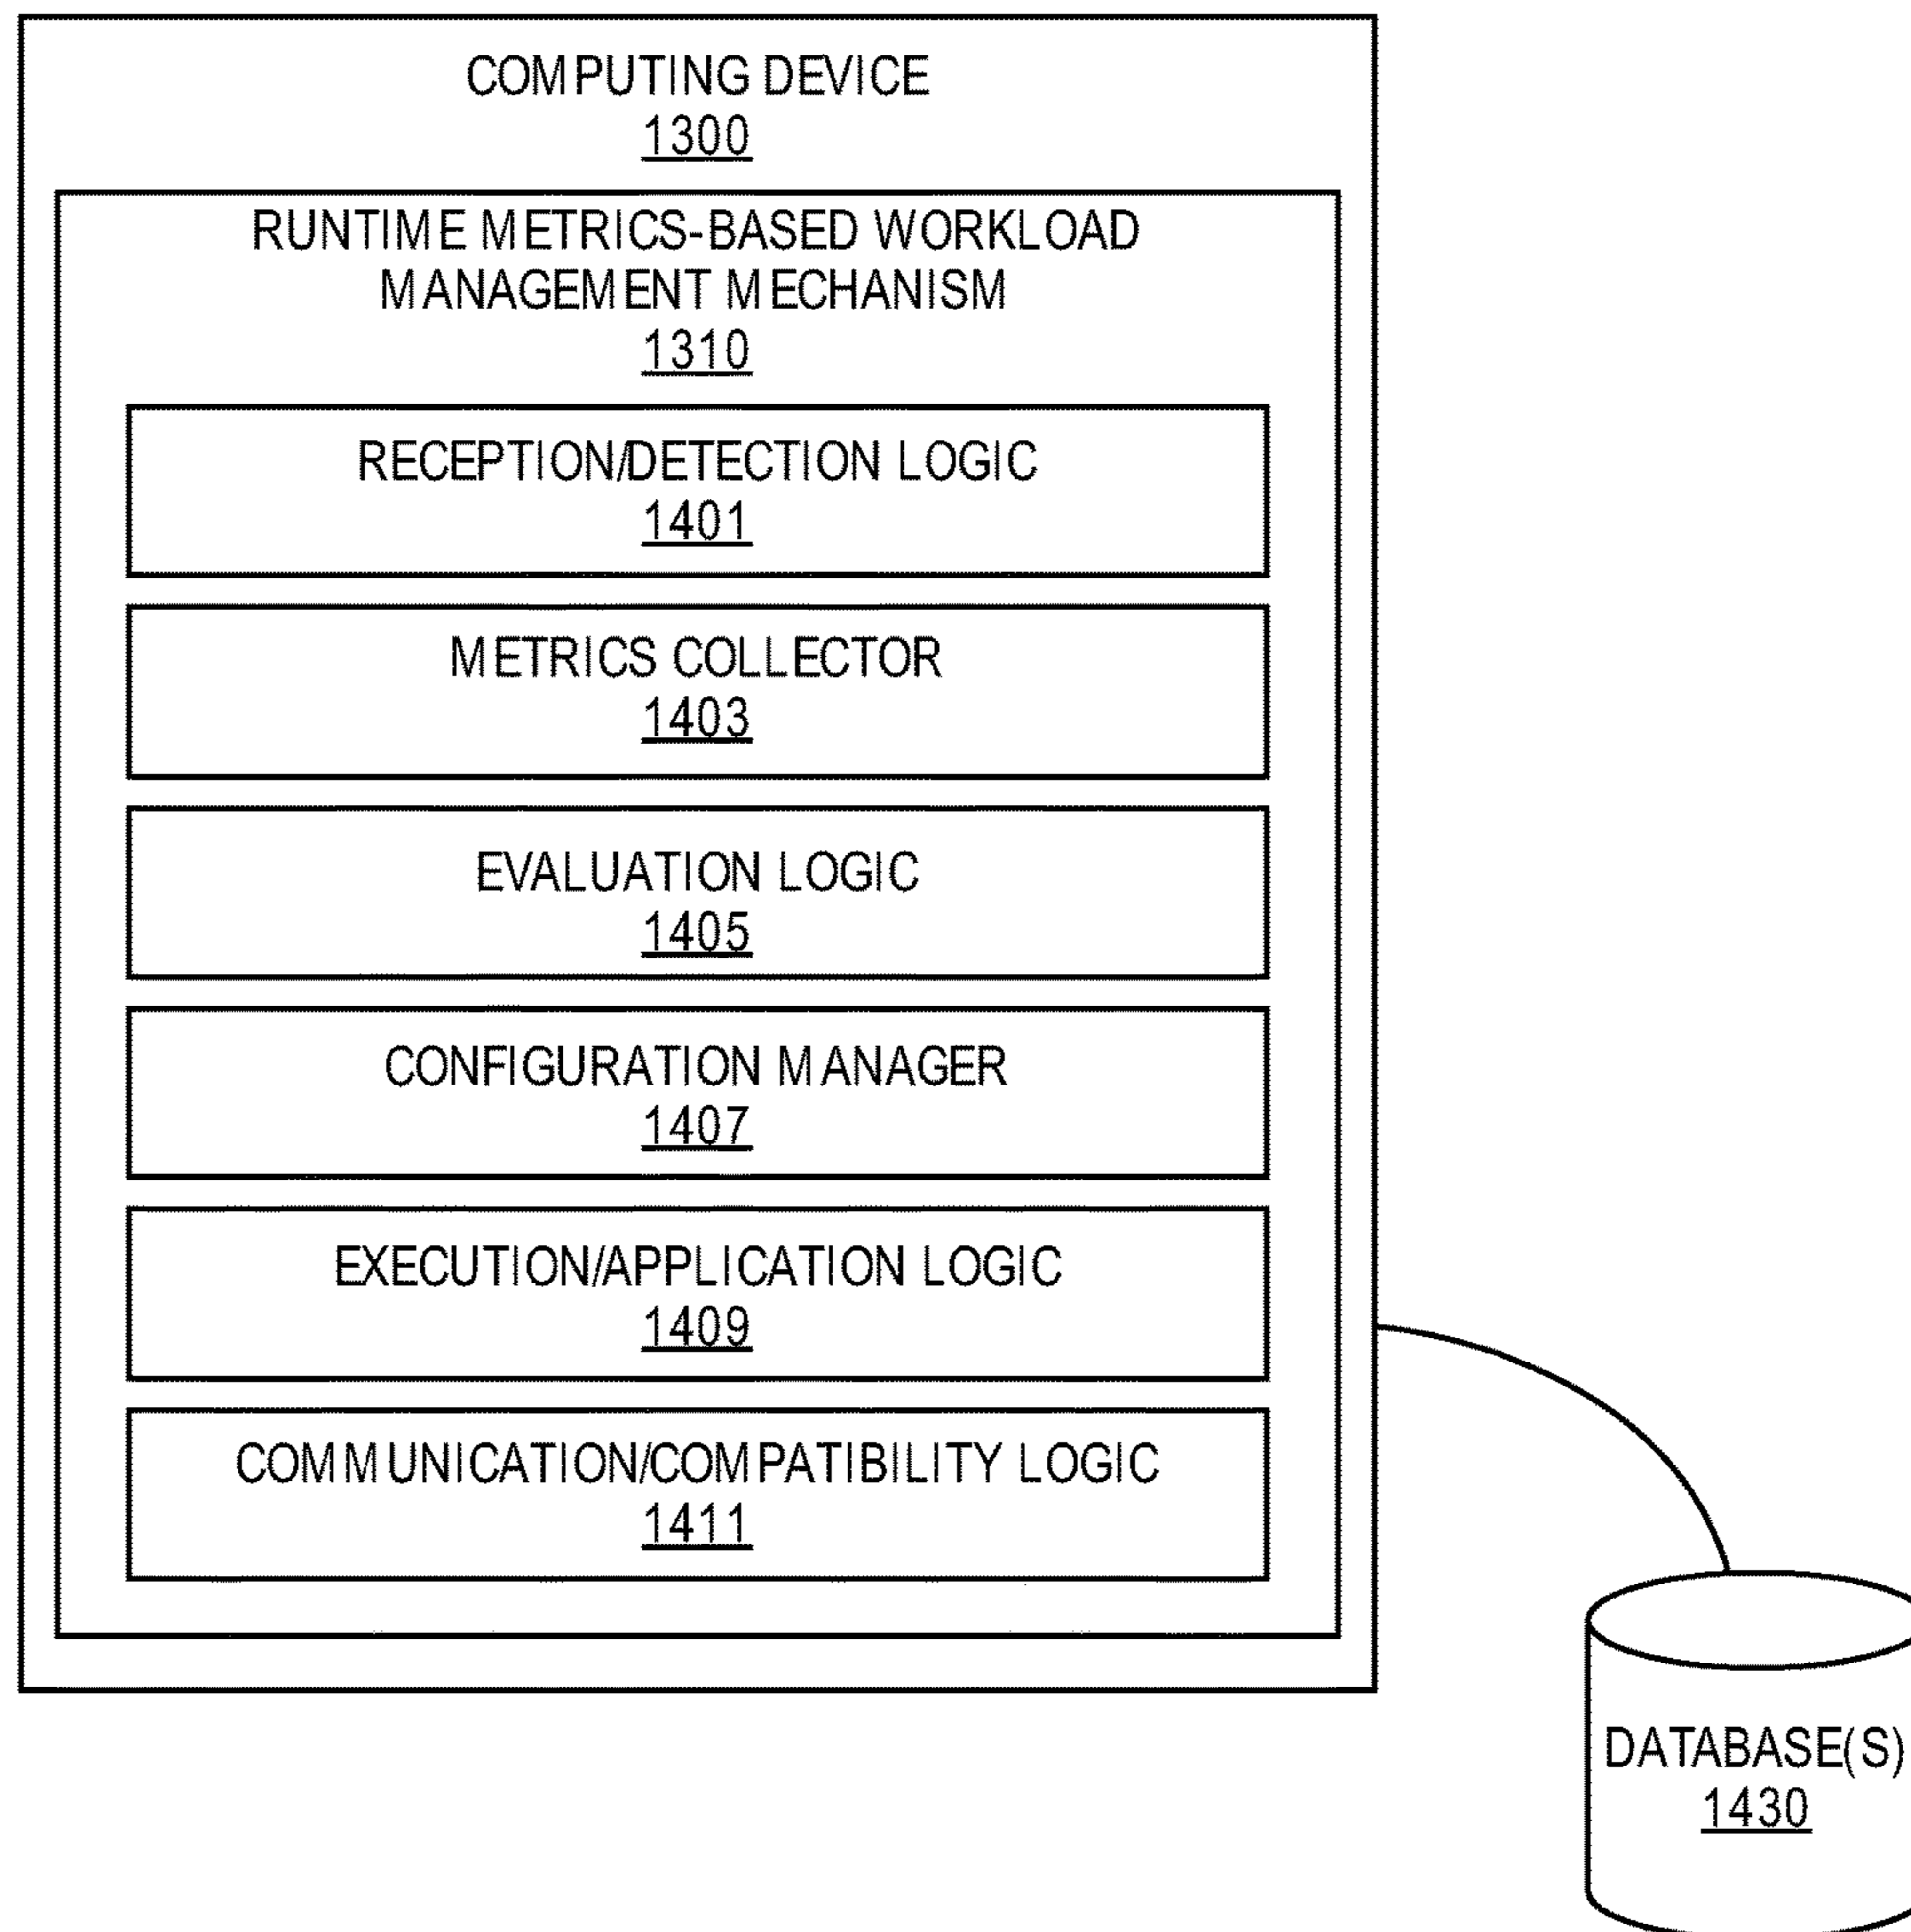 COMPUTING DEVICE
1300
RUNTIME METRICS-BASED WORKLOAD
MANAGEMENT MECHANISM
1310
RECEPTION/DETECTION LOGIC
1401
METRICS COLLECTOR
1403
EVALUATION LOGIC
1405
CONFIGURATION MANAGER
1407
EXECUTION/APPLICATION LOGIC
1409
COMMUNICATION/COMPATIBILITY LOGIC
1411
DATABASE(S)
1430